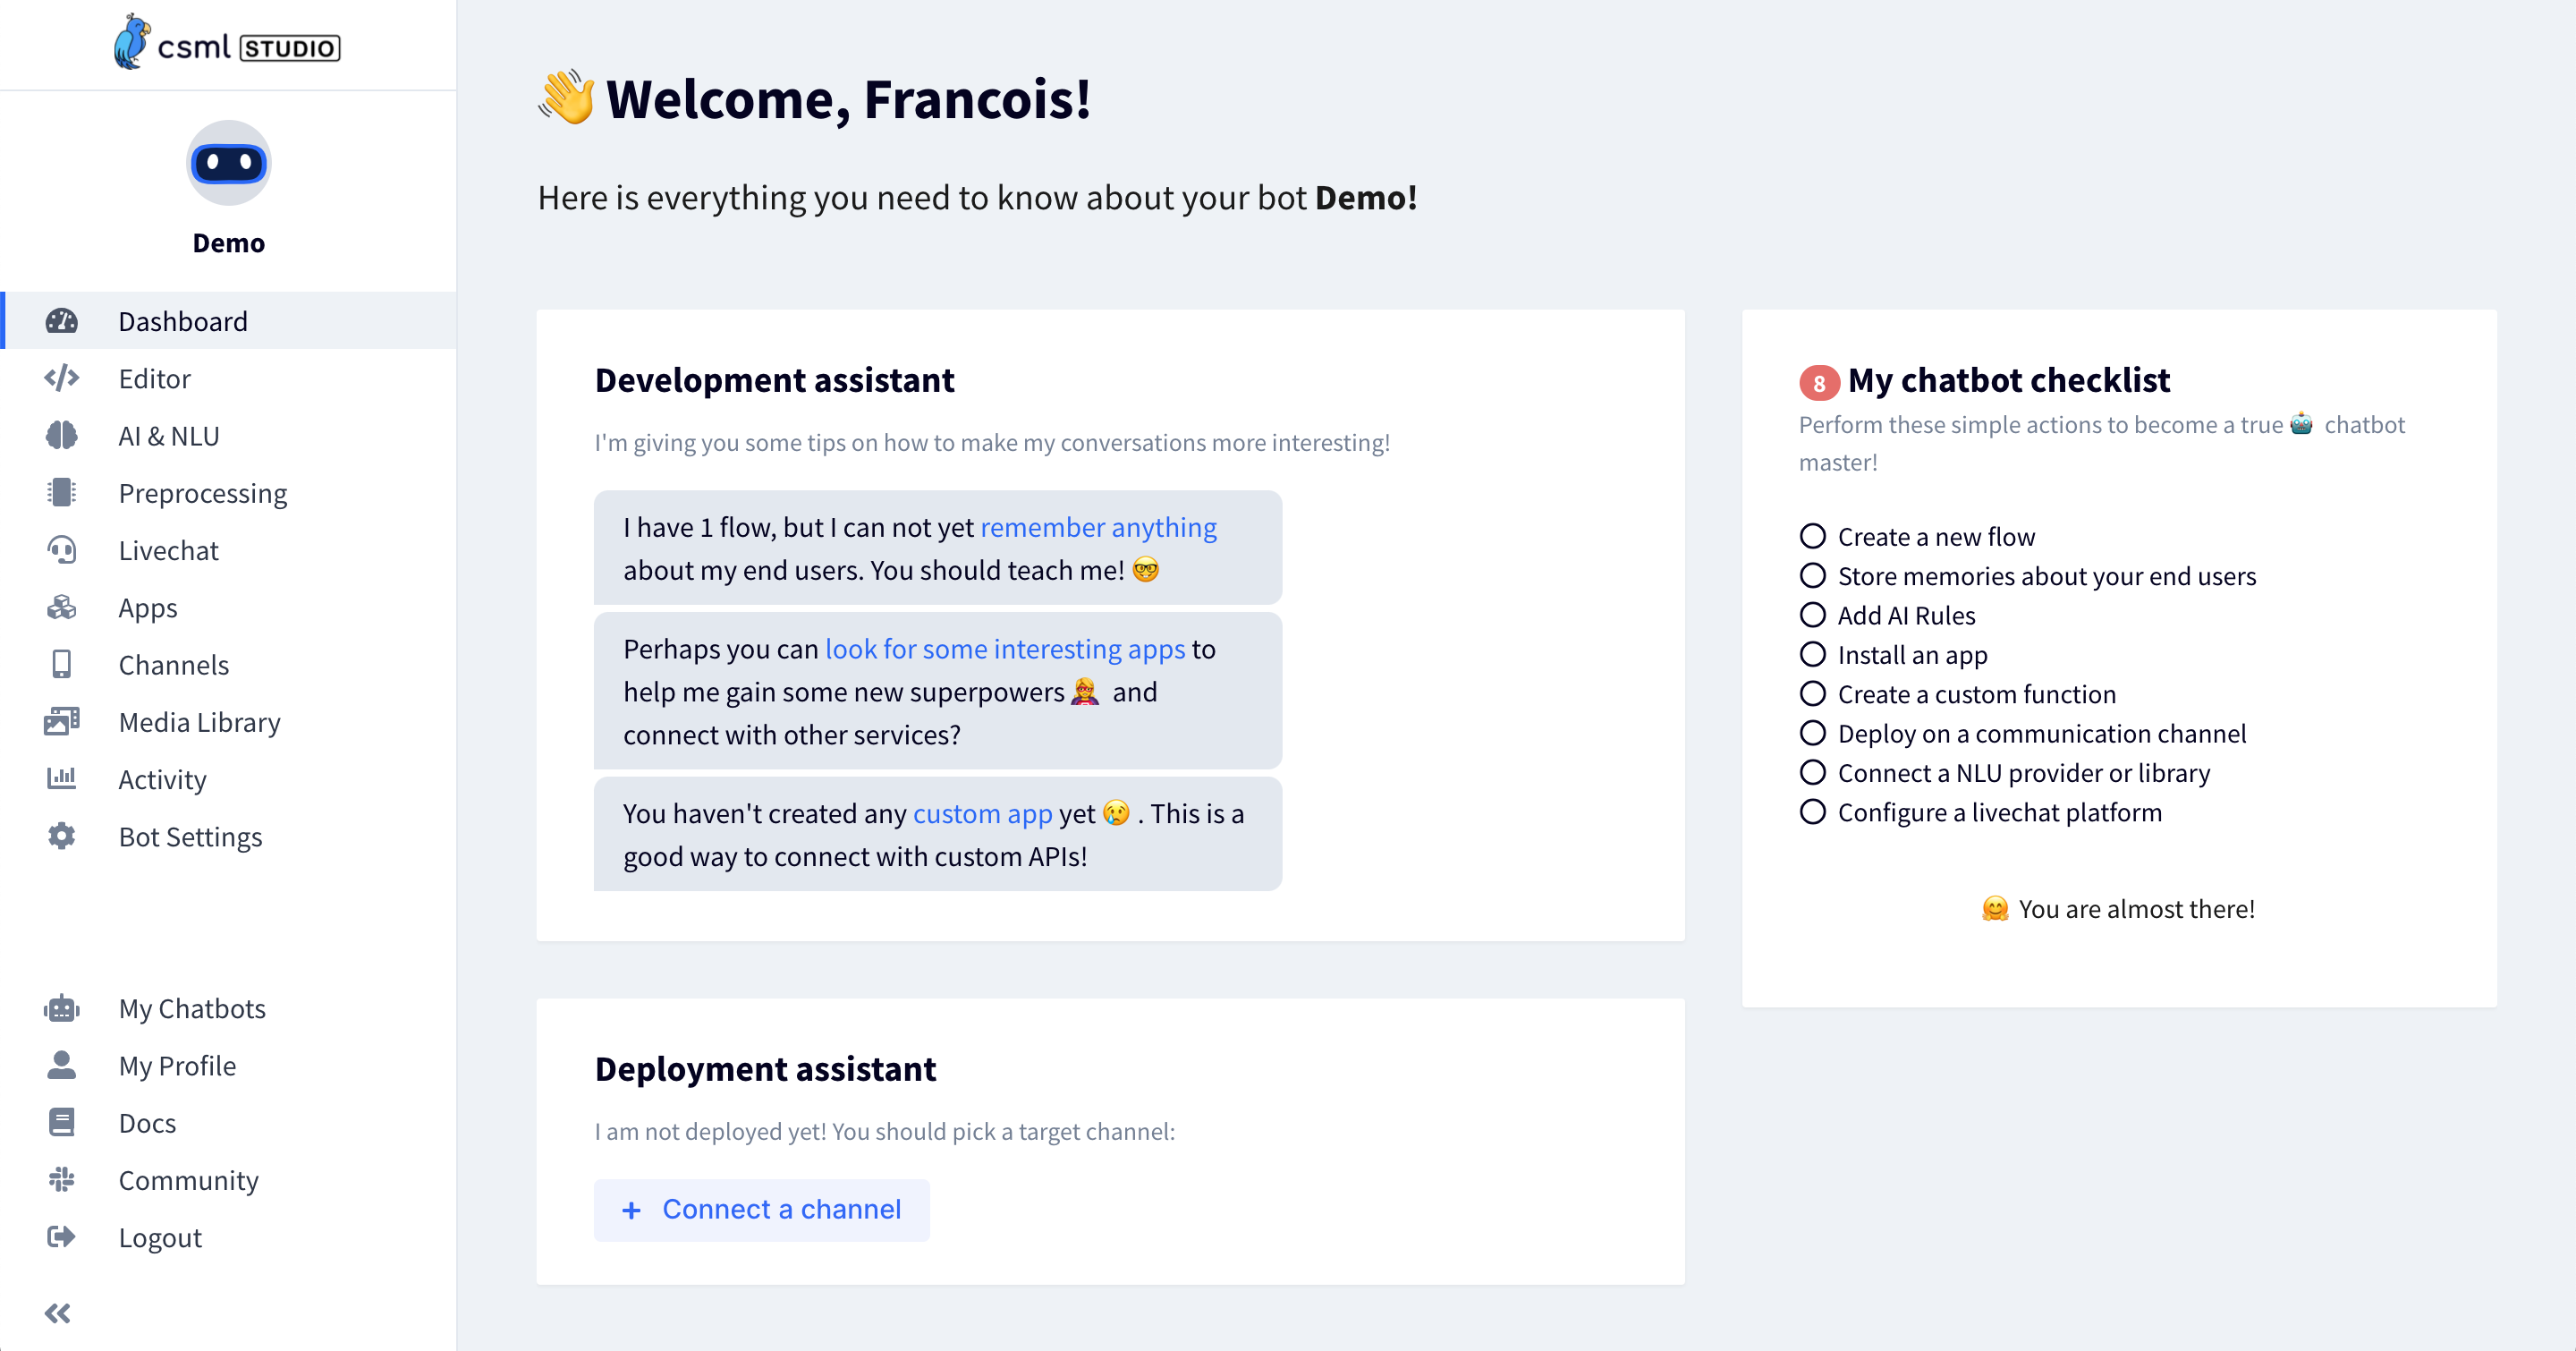 csml STUDIO
Demo
Dashboard
Editor
AI & NLU
Preprocessing
Livechat
Apps
Channels
Media Library
Activity
Bot Settings
My Chatbots
My Profile
Docs
Community
Logout
👋 Welcome, Francois!
Here is everything you need to know about your bot Demo!
Development assistant
I'm giving you some tips on how to make my conversations more interesting!
I have 1 flow, but I can not yet remember anything
about my end users. You should teach me! 🤓
Perhaps you can look for some interesting apps to
help me gain some new superpowers 🦸 and
connect with other services?
You haven't created any custom app yet 😢 . This is a
good way to connect with custom APIs!
Deployment assistant
I am not deployed yet! You should pick a target channel:
+ Connect a channel
8 My chatbot checklist
Perform these simple actions to become a true 🤖 chatbot
master!
Create a new flow
Store memories about your end users
Add AI Rules
Install an app
Create a custom function
Deploy on a communication channel
Connect a NLU provider or library
Configure a livechat platform
🤗 You are almost there!